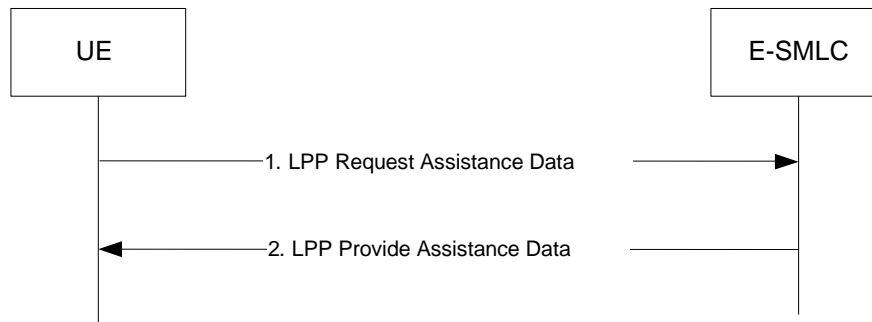 UE
E-SMLC
1. LPP Request Assistance Data
2. LPP Provide Assistance Data